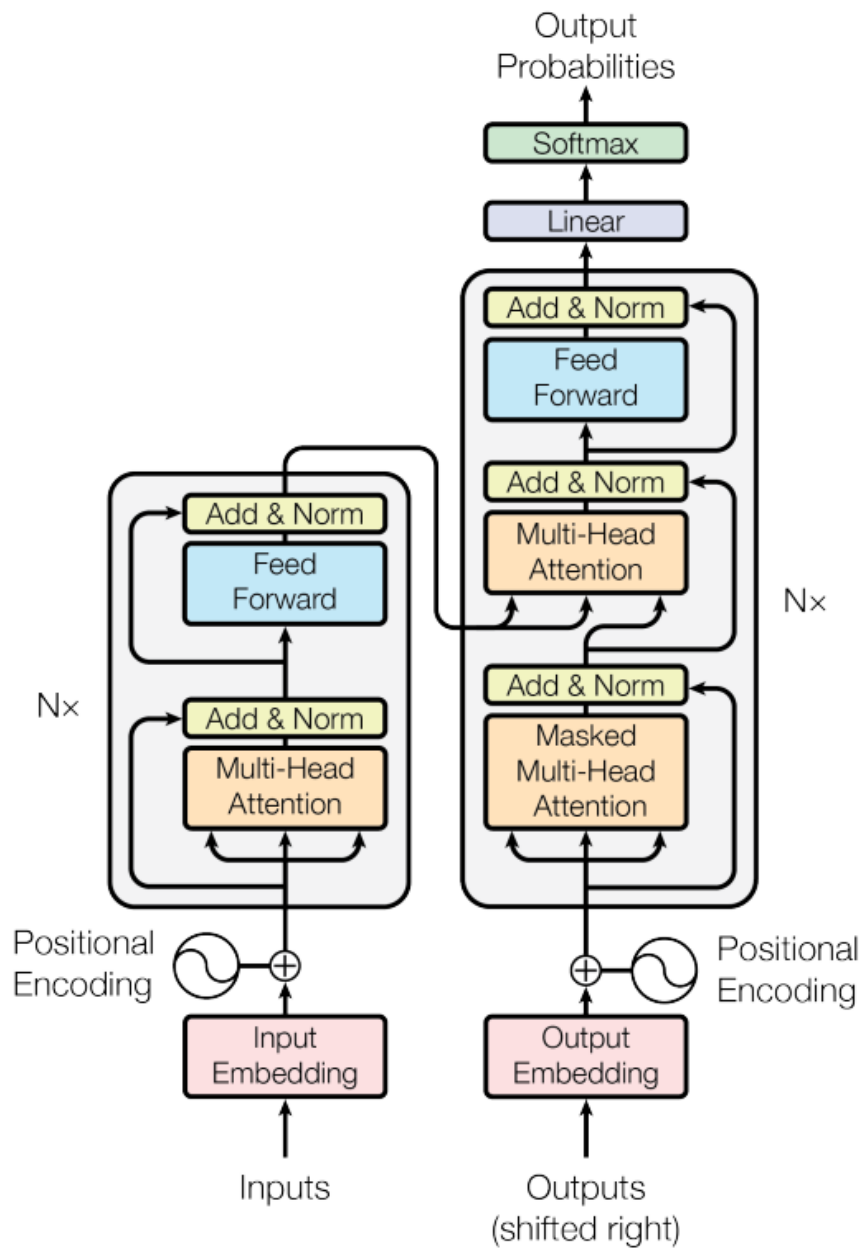 Output
Probabilities
Softmax
Linear
Add & Norm
Feed
Forward
Add & Norm
Multi-Head
Attention
Add & Norm
Masked
Multi-Head
Attention
N×
Add & Norm
Feed
Forward
Add & Norm
Multi-Head
Attention
N×
Positional
Encoding
Positional
Encoding
Input
Embedding
Output
Embedding
Inputs
Outputs
(shifted right)